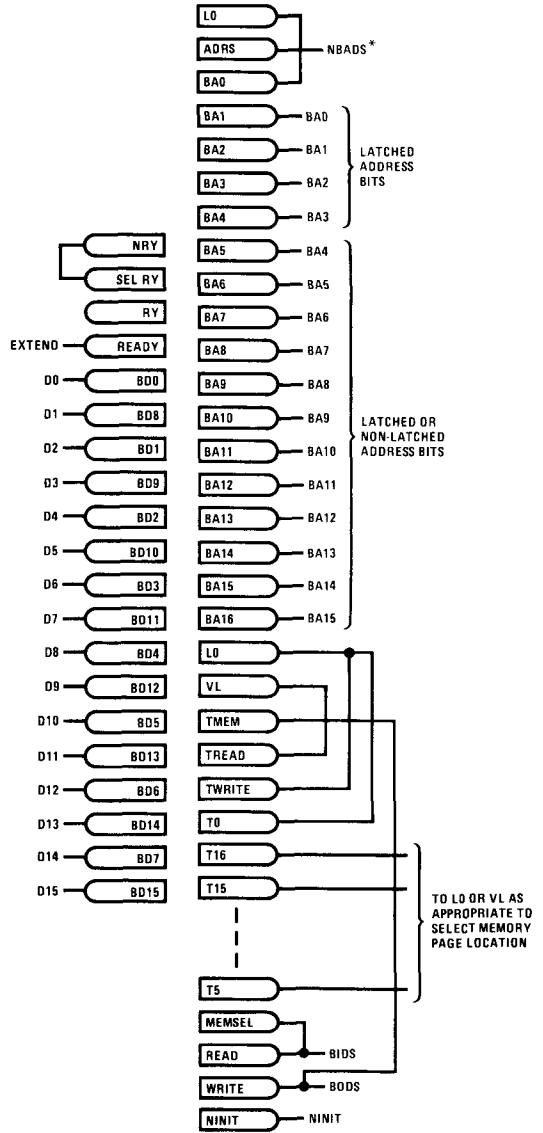 L0
ADRS NBADS*
BA0
BA1 BA0
BA2 BA1
BA3 BA2
BA4 BA3
LATCHED
ADDRESS
BITS
NRY BA5 BA4
SEL RY BA6 BA5
RY BA7 BA6
EXTEND READY BA8 BA7
D0 BD0 BA9 BA8
D1 BD8 BA10 BA9
D2 BD1 BA11 BA10
D3 BD9 BA12 BA11
D4 BD2 BA13 BA12
D5 BD10 BA14 BA13
D6 BD3 BA15 BA14
D7 BD11 BA16 BA15
LATCHED OR
NON-LATCHED
ADDRESS BITS
D8 BD4 L0
D9 BD12 VL
D10 BD5 TMEM
D11 BD13 TREAD
D12 BD6 TWRITE
D13 BD14 T0
D14 BD7 T16
D15 BD15 T15
TO L0 OR VL AS
APPROPRIATE TO
SELECT MEMORY
PAGE LOCATION
T5
MEMSEL
READ BIDS
WRITE BODS
NINIT NINIT